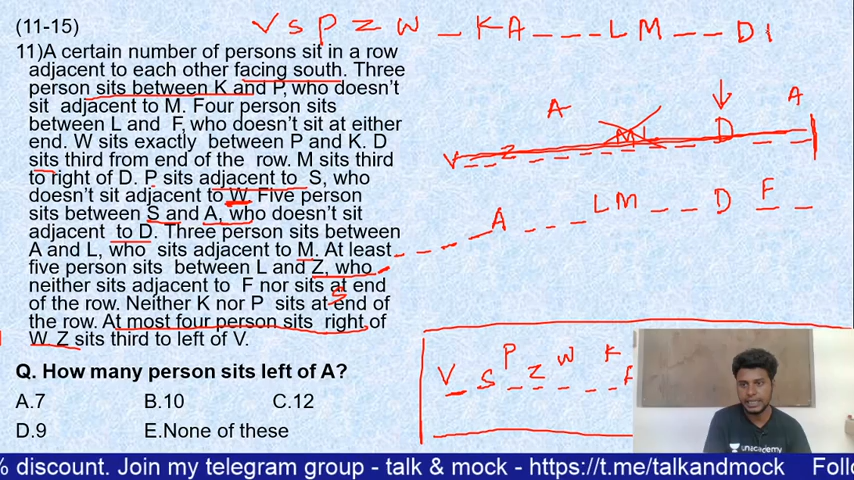 (11-15)
V S P Z W _ K A _ _ _ L M _ _ D
11)A certain number of persons sit in a row
adjacent to each other facing south. Three
person sits between K and P, who doesn't
sit adjacent to M. Four person sits
between L and F, who doesn't sit at either
end. W sits exactly between P and K. D
sits third from end of the row. M sits third
to right of D. P sits adjacent to S, who
doesn't sit adjacent to W. Five person
sits between S and A, who doesn't sit
adjacent to D. Three person sits between
A and L, who sits adjacent to M. At least
five person sits between L and Z, who
neither sits adjacent to F nor sits at end
of the row. Neither K nor P sits at end of
the row. At most four person sits right of
W. Z sits third to left of V.
A A
V Z D
A _ _ _ L M _ _ D F _
S
V S P Z W K
Q. How many person sits left of A?
A.7 B.10 C.12
D.9 E.None of these
unacademy
% discount. Join my telegram group - talk & mock - https://t.me/talkandmock